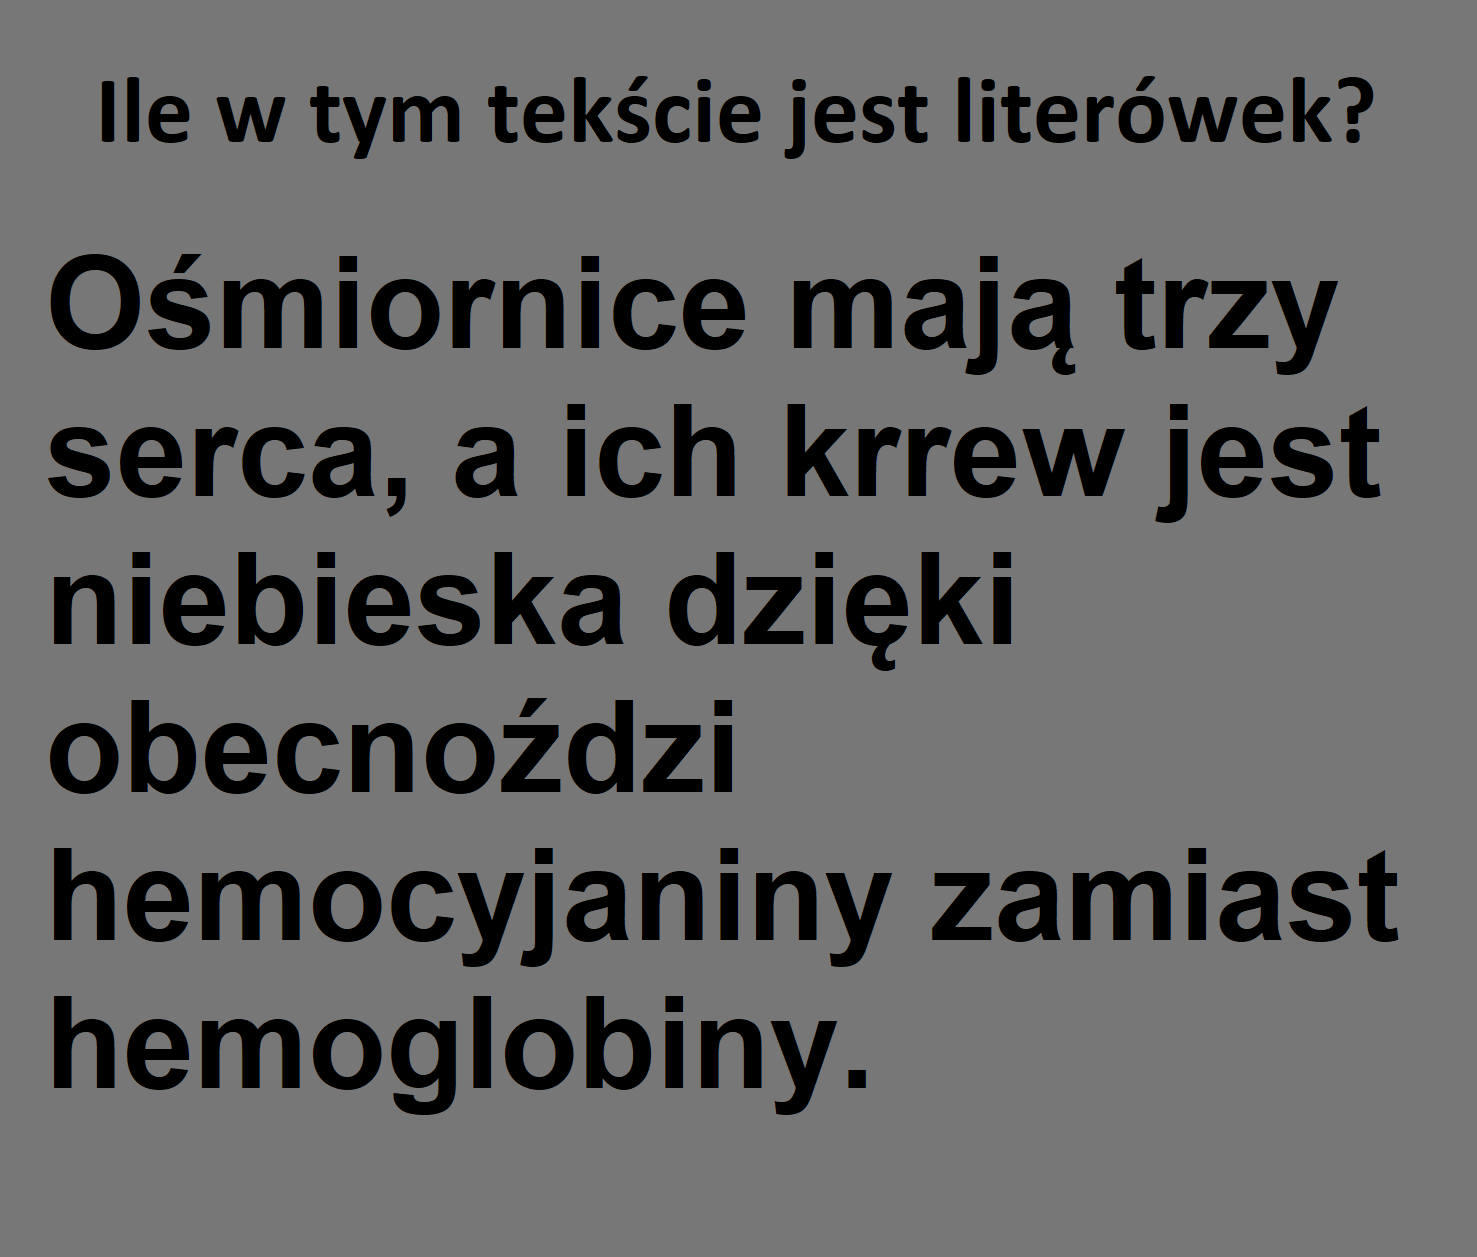 Ile w tym tekście jest literówek?
Ośmiornice mają trzy
serca, a ich krrew jest
niebieska dzięki
obecnoździ
hemocyjaniny zamiast
hemoglobiny.